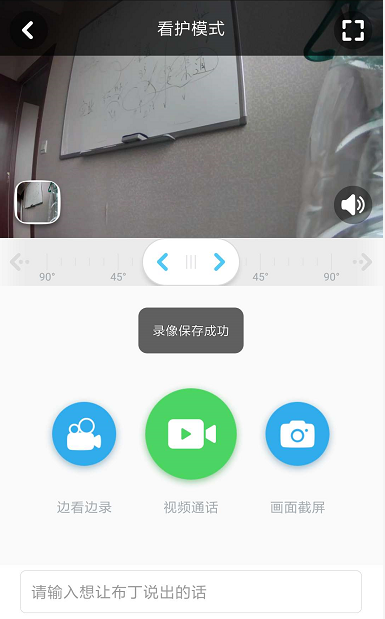 看护模式
90° 45° 45° 90°
录像保存成功
边看边录 视频通话 画面截屏
请输入想让布丁说出的话